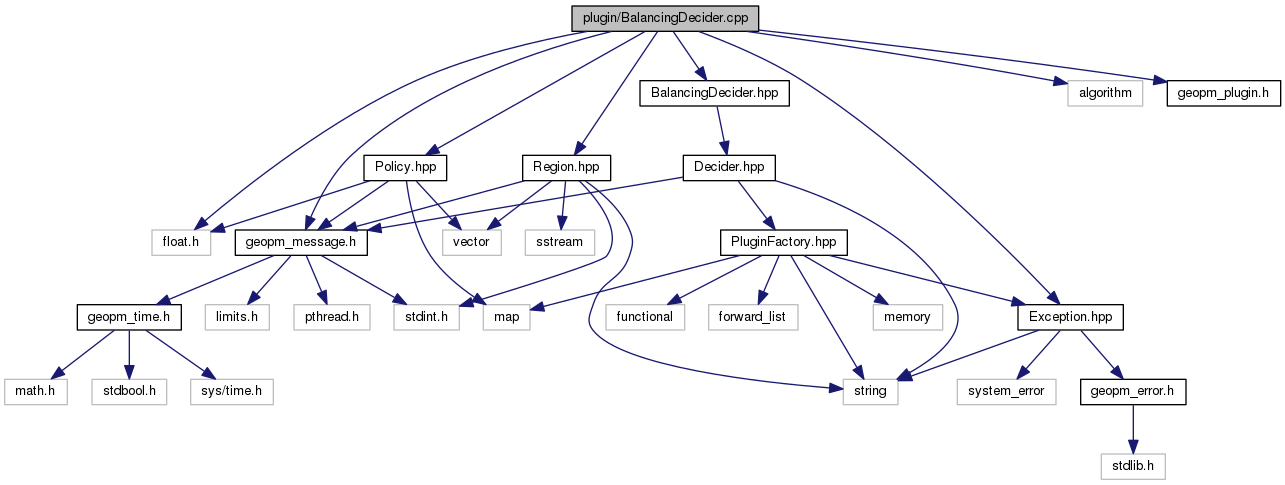 plugin/BalancingDecider.cpp
BalancingDecider.hpp
algorithm
geopm_plugin.h
Policy.hpp
Region.hpp
Decider.hpp
float.h
geopm_message.h
vector
sstream
PluginFactory.hpp
geopm_time.h
limits.h
pthread.h
stdint.h
map
functional
forward_list
memory
Exception.hpp
math.h
stdbool.h
sys/time.h
string
system_error
geopm_error.h
stdlib.h